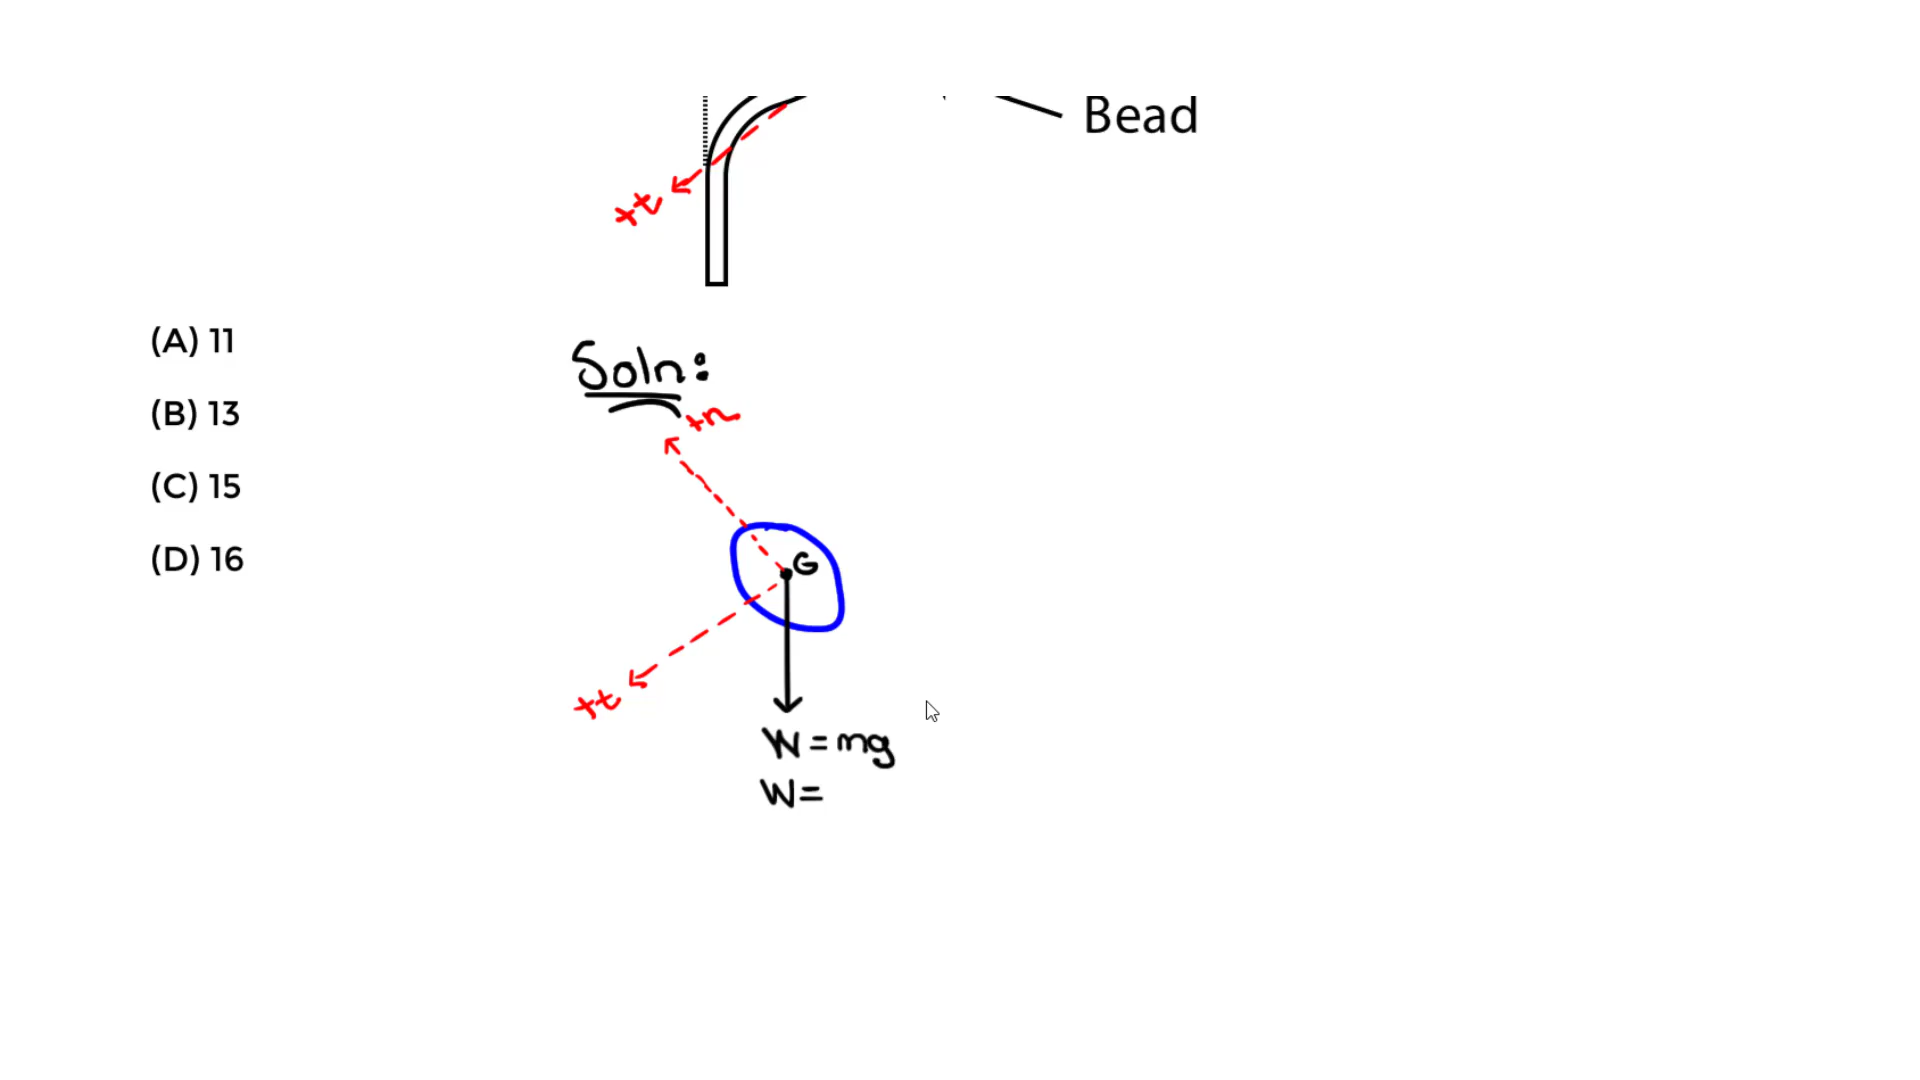 Bead
+t
(A) 11
(B) 13
(C) 15
(D) 16
Soln:
+n
G
+t
W = mg
W =